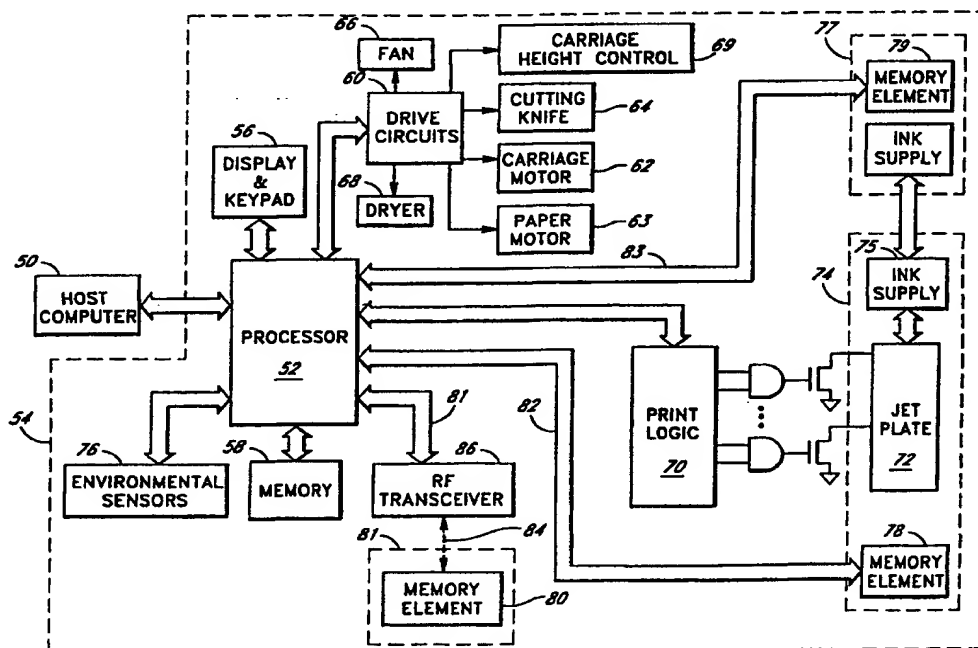 66
FAN
CARRIAGE
HEIGHT CONTROL
69
77
79
MEMORY
ELEMENT
60
DRIVE
CIRCUITS
CUTTING
KNIFE
64
56
DISPLAY
&
KEYPAD
CARRIAGE
MOTOR
62
INK
SUPPLY
68
DRYER
PAPER
MOTOR
63
83
75
74
INK
SUPPLY
50
HOST
COMPUTER
PROCESSOR
52
PRINT
LOGIC
70
JET
PLATE
72
81
82
54
76
ENVIRONMENTAL
SENSORS
58
MEMORY
86
RF
TRANSCEIVER
84
81
MEMORY
ELEMENT
80
78
MEMORY
ELEMENT